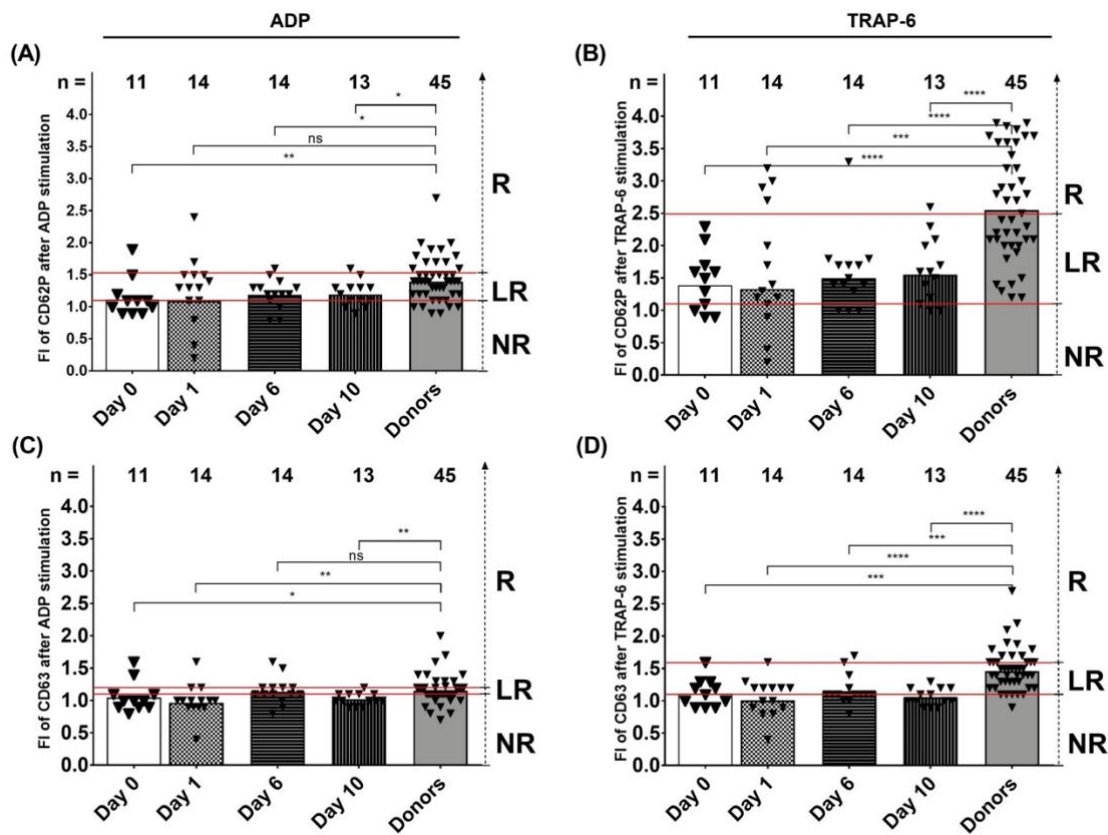 ADP
TRAP-6
(A)
n = 11 14 14 13 45
*
*
ns
**
FI of CD62P after ADP stimulation
4.0
3.5
3.0
2.5
2.0
1.5
1.0
0.5
0.0
R
LR
NR
Day 0 Day 1 Day 6 Day 10 Donors
(B)
n = 11 14 14 13 45
****
****
***
****
FI of CD62P after TRAP-6 stimulation
4.0
3.5
3.0
2.5
2.0
1.5
1.0
0.5
0.0
R
LR
NR
Day 0 Day 1 Day 6 Day 10 Donors
(C)
n = 11 14 14 13 45
**
ns
**
*
FI of CD63 after ADP stimulation
4.0
3.5
3.0
2.5
2.0
1.5
1.0
0.5
0.0
R
LR
NR
Day 0 Day 1 Day 6 Day 10 Donors
(D)
n = 11 14 14 13 45
****
***
****
***
FI of CD63 after TRAP-6 stimulation
4.0
3.5
3.0
2.5
2.0
1.5
1.0
0.5
0.0
R
LR
NR
Day 0 Day 1 Day 6 Day 10 Donors